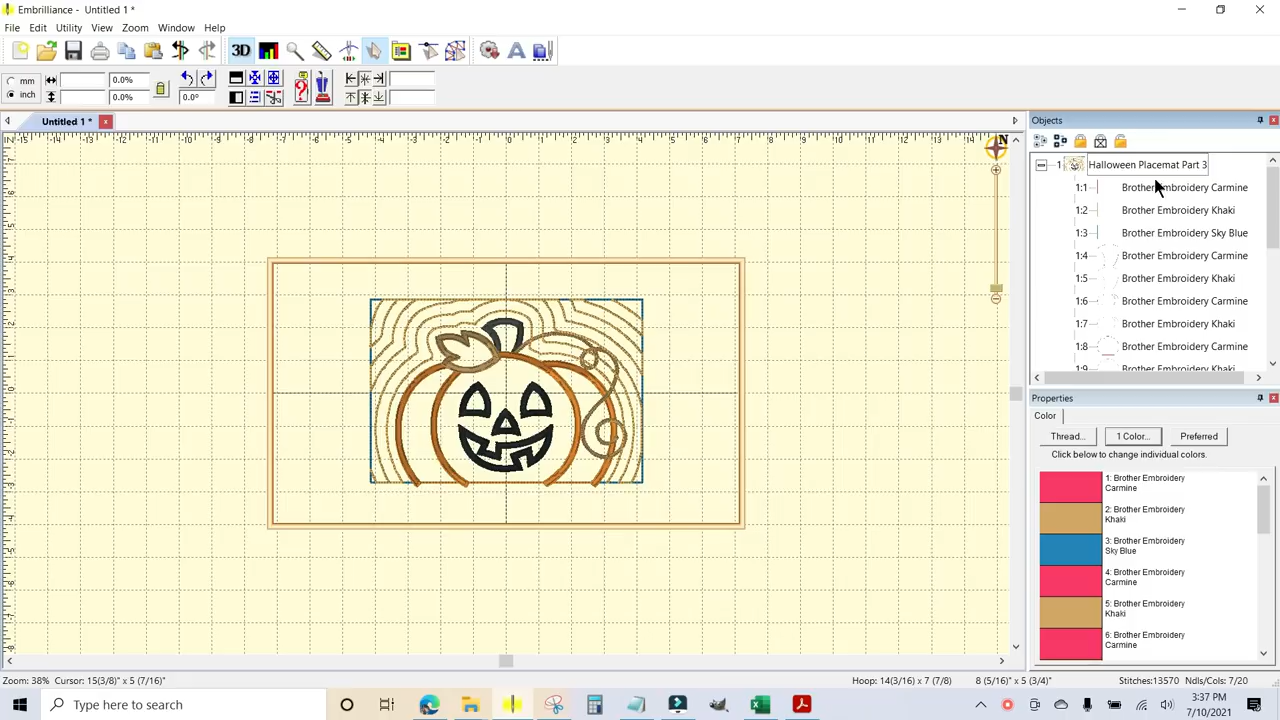 Embrilliance - Untitled 1 *
File Edit Utility View Zoom Window Help
3D
mm
inch
0.0%
0.0%
0.0°
Untitled 1 *
N
Objects
1 Halloween Placemat Part 3
1:1 Brother Embroidery Carmine
1:2 Brother Embroidery Khaki
1:3 Brother Embroidery Sky Blue
1:4 Brother Embroidery Carmine
1:5 Brother Embroidery Khaki
1:6 Brother Embroidery Carmine
1:7 Brother Embroidery Khaki
1:8 Brother Embroidery Carmine
1:9 Brother Embroidery Khaki
Properties
Color
Thread... 1 Color... Preferred
Click below to change individual colors.
1: Brother Embroidery
Carmine
2: Brother Embroidery
Khaki
3: Brother Embroidery
Sky Blue
4: Brother Embroidery
Carmine
5: Brother Embroidery
Khaki
6: Brother Embroidery
Carmine
Zoom: 38% Cursor: 15(3/8)" x 5 (7/16)" Hoop: 14(3/16) x 7 (7/8) 8 (5/16)" x 5 (3/4)" Stitches:13570 Ndls/Cols: 7/20
Type here to search
3:37 PM
7/10/2021